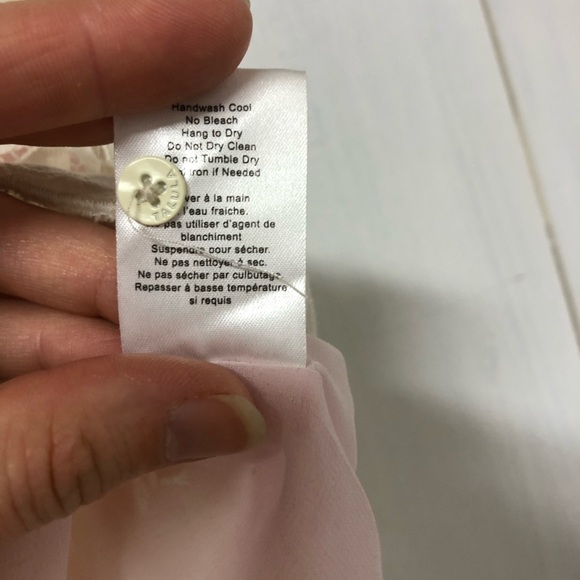 Handwash Cool
No Bleach
Hang to Dry
Do Not Dry Clean
Do not Tumble Dry
iron if Needed
à la main
l'eau fraiche.
pas utiliser d'agent de
blanchiment
Suspendre pour sécher.
Ne pas nettoyer à sec.
Ne pas sécher par culbutage
Repasser à basse température
si requis